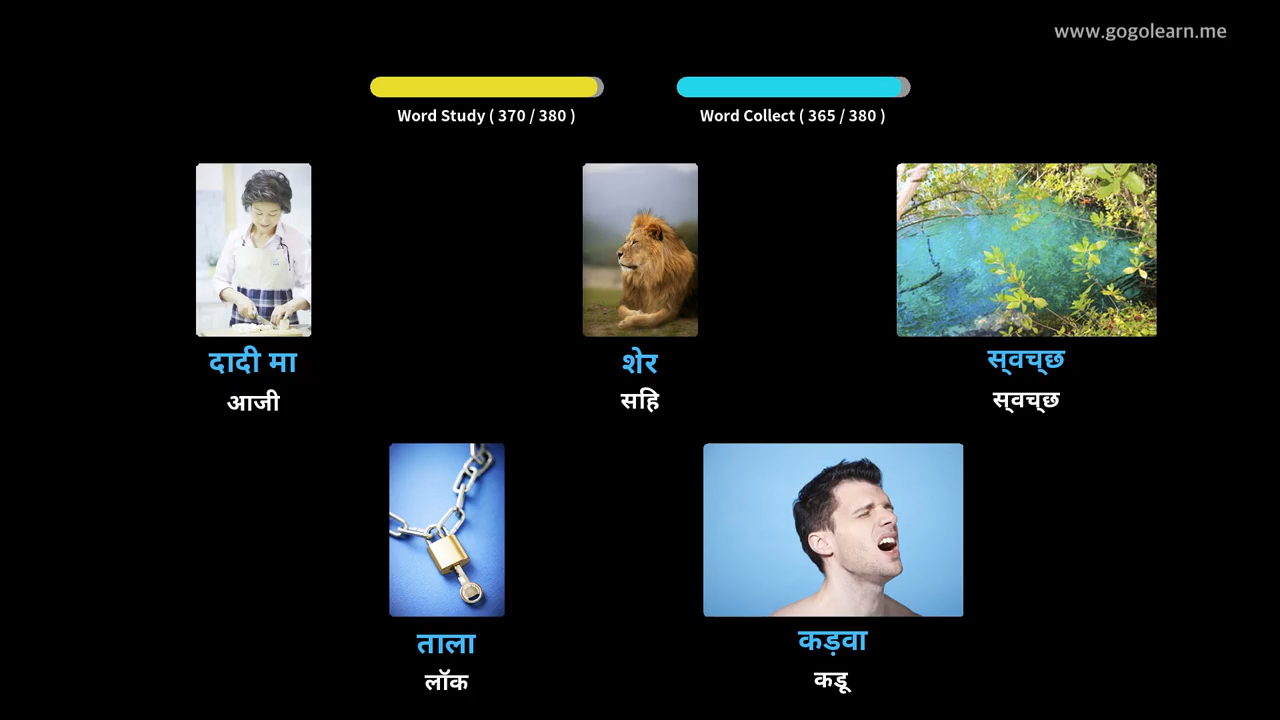 www.gogolearn.me
Word Study ( 370 / 380 )
Word Collect ( 365 / 380 )
दादी मा
शेर
स्वच्छ
आजी
सहि
स्वच्छ
ताला
कड़वा
लॉक
कडू